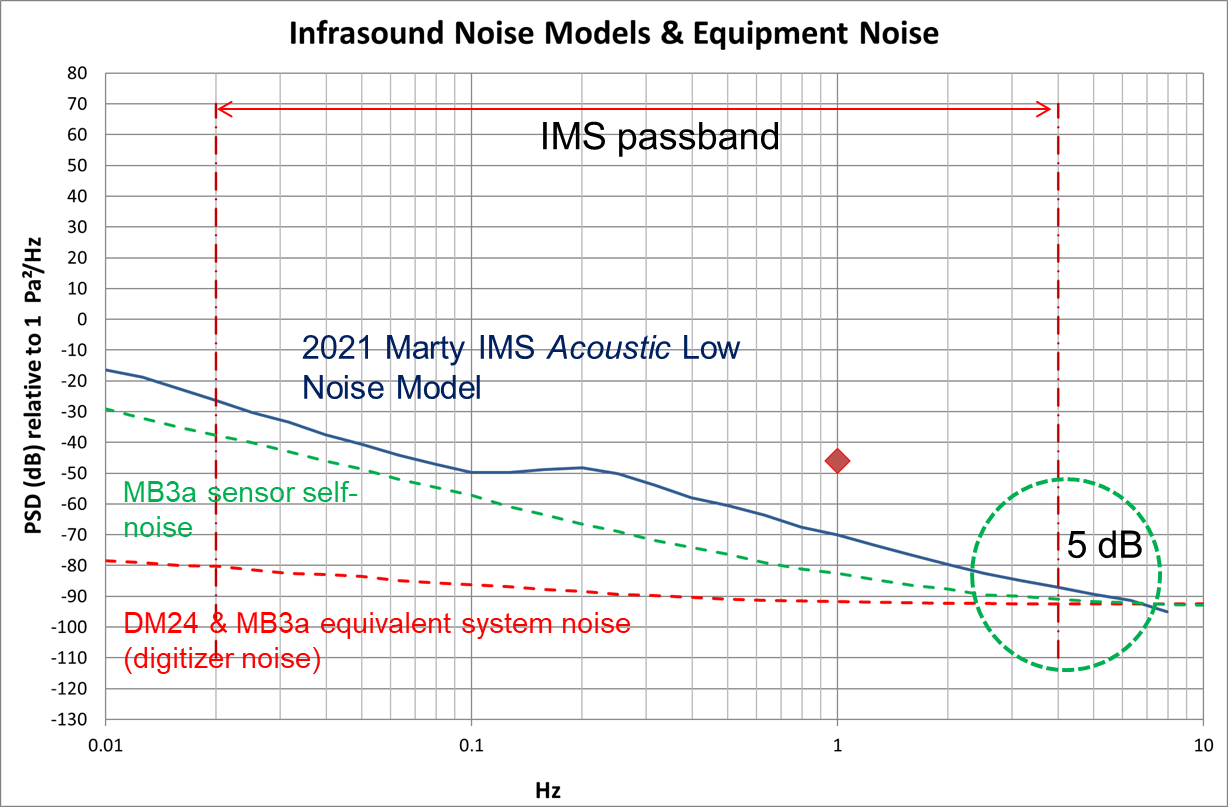 Infrasound Noise Models & Equipment Noise
80
70
60
50
40
30
20
10
0
-10
-20
-30
-40
-50
-60
-70
-80
-90
-100
-110
-120
-130
PSD (dB) relative to 1 Pa²/Hz
IMS passband
2021 Marty IMS Acoustic Low
Noise Model
MB3a sensor self-
noise
5 dB
DM24 & MB3a equivalent system noise
(digitizer noise)
0.01
0.1
1
10
Hz